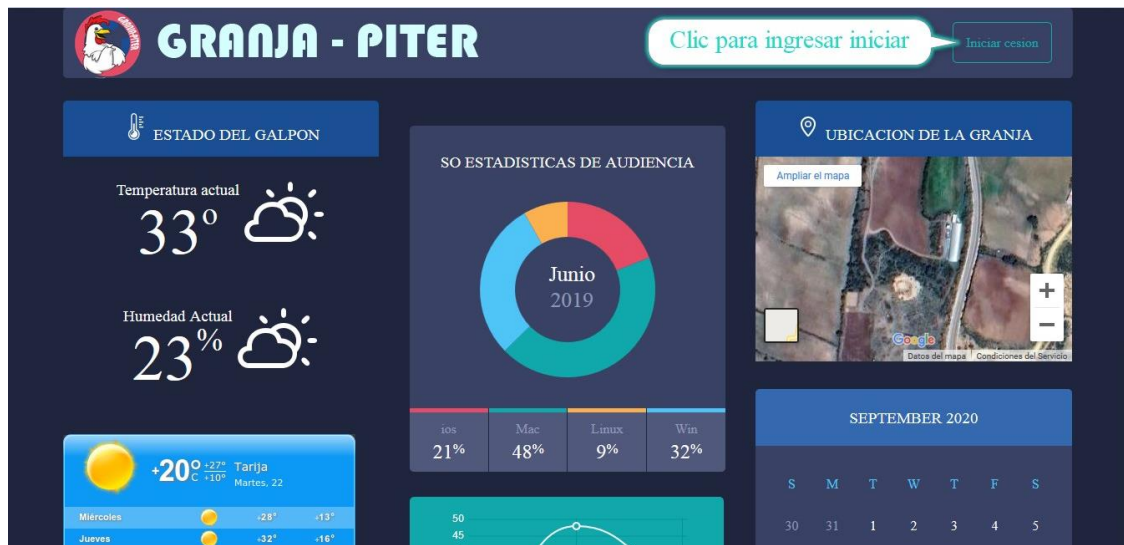 GRANJA - PITER
Clic para ingresar iniciar
Iniciar cesion
ESTADO DEL GALPON
Temperatura actual
33°
Humedad Actual
23%
+20°C +27° +10° Tarija
Martes, 22
Miércoles +28° +13°
Jueves +32° +16°
SO ESTADISTICAS DE AUDIENCIA
Junio
2019
ios Mac Linux Win
21% 48% 9% 32%
50
45
UBICACION DE LA GRANJA
Ampliar el mapa
+
−
Google
Datos del mapa Condiciones del Servicio
SEPTEMBER 2020
S M T W T F S
30 31 1 2 3 4 5